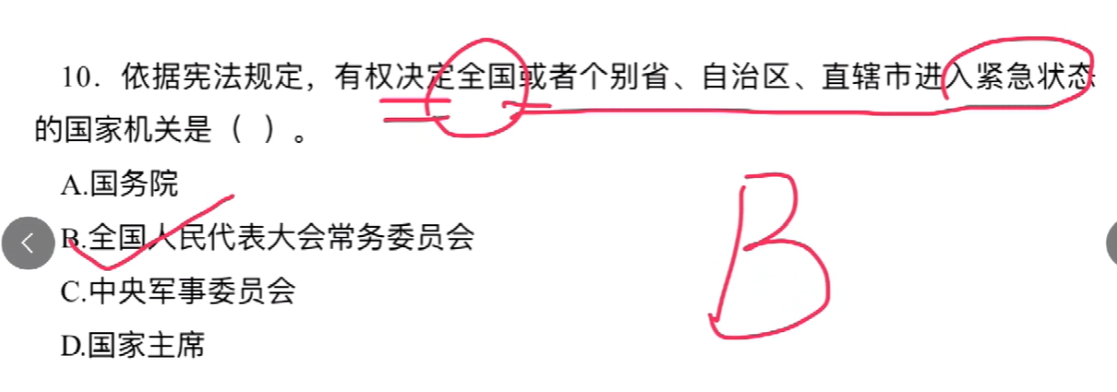 10. 依据宪法规定，有权决定全国或者个别省、自治区、直辖市进入紧急状态
的国家机关是（ ）。
A.国务院
B.全国人民代表大会常务委员会
B
C.中央军事委员会
D.国家主席